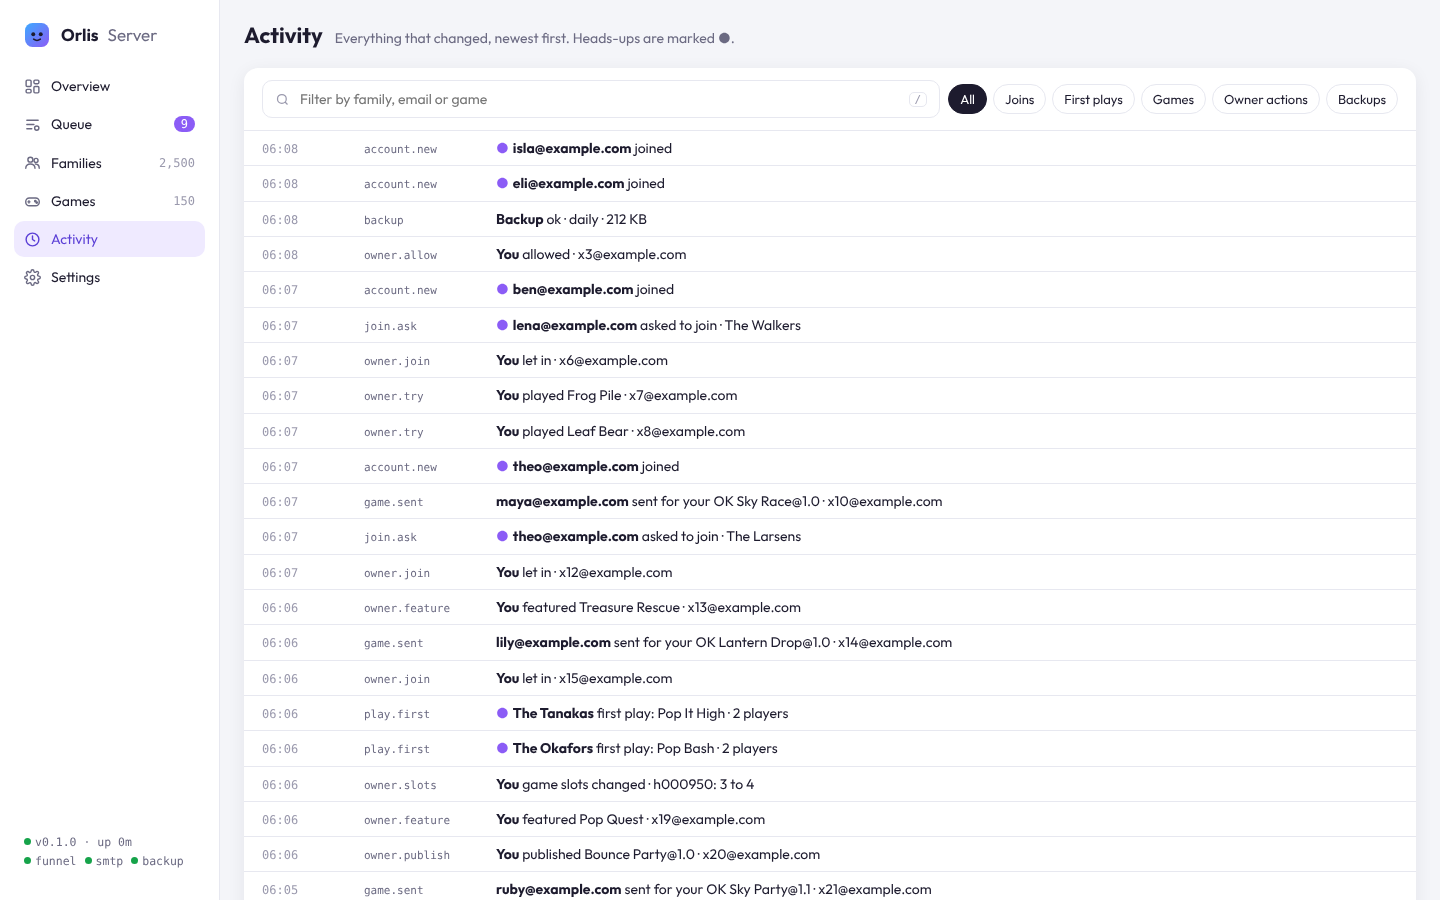 Orlis Server
Overview
Queue 9
Families 2,500
Games 150
Activity
Settings
v0.1.0 · up 0m
funnel smtp backup
Activity Everything that changed, newest first. Heads-ups are marked ●.
Filter by family, email or game /
All Joins First plays Games Owner actions Backups
06:08 account.new ● isla@example.com joined
06:08 account.new ● eli@example.com joined
06:08 backup Backup ok · daily · 212 KB
06:08 owner.allow You allowed · x3@example.com
06:07 account.new ● ben@example.com joined
06:07 join.ask ● lena@example.com asked to join · The Walkers
06:07 owner.join You let in · x6@example.com
06:07 owner.try You played Frog Pile · x7@example.com
06:07 owner.try You played Leaf Bear · x8@example.com
06:07 account.new ● theo@example.com joined
06:07 game.sent maya@example.com sent for your OK Sky Race@1.0 · x10@example.com
06:07 join.ask ● theo@example.com asked to join · The Larsens
06:07 owner.join You let in · x12@example.com
06:06 owner.feature You featured Treasure Rescue · x13@example.com
06:06 game.sent lily@example.com sent for your OK Lantern Drop@1.0 · x14@example.com
06:06 owner.join You let in · x15@example.com
06:06 play.first ● The Tanakas first play: Pop It High · 2 players
06:06 play.first ● The Okafors first play: Pop Bash · 2 players
06:06 owner.slots You game slots changed · h000950: 3 to 4
06:06 owner.feature You featured Pop Quest · x19@example.com
06:06 owner.publish You published Bounce Party@1.0 · x20@example.com
06:05 game.sent ruby@example.com sent for your OK Sky Party@1.1 · x21@example.com